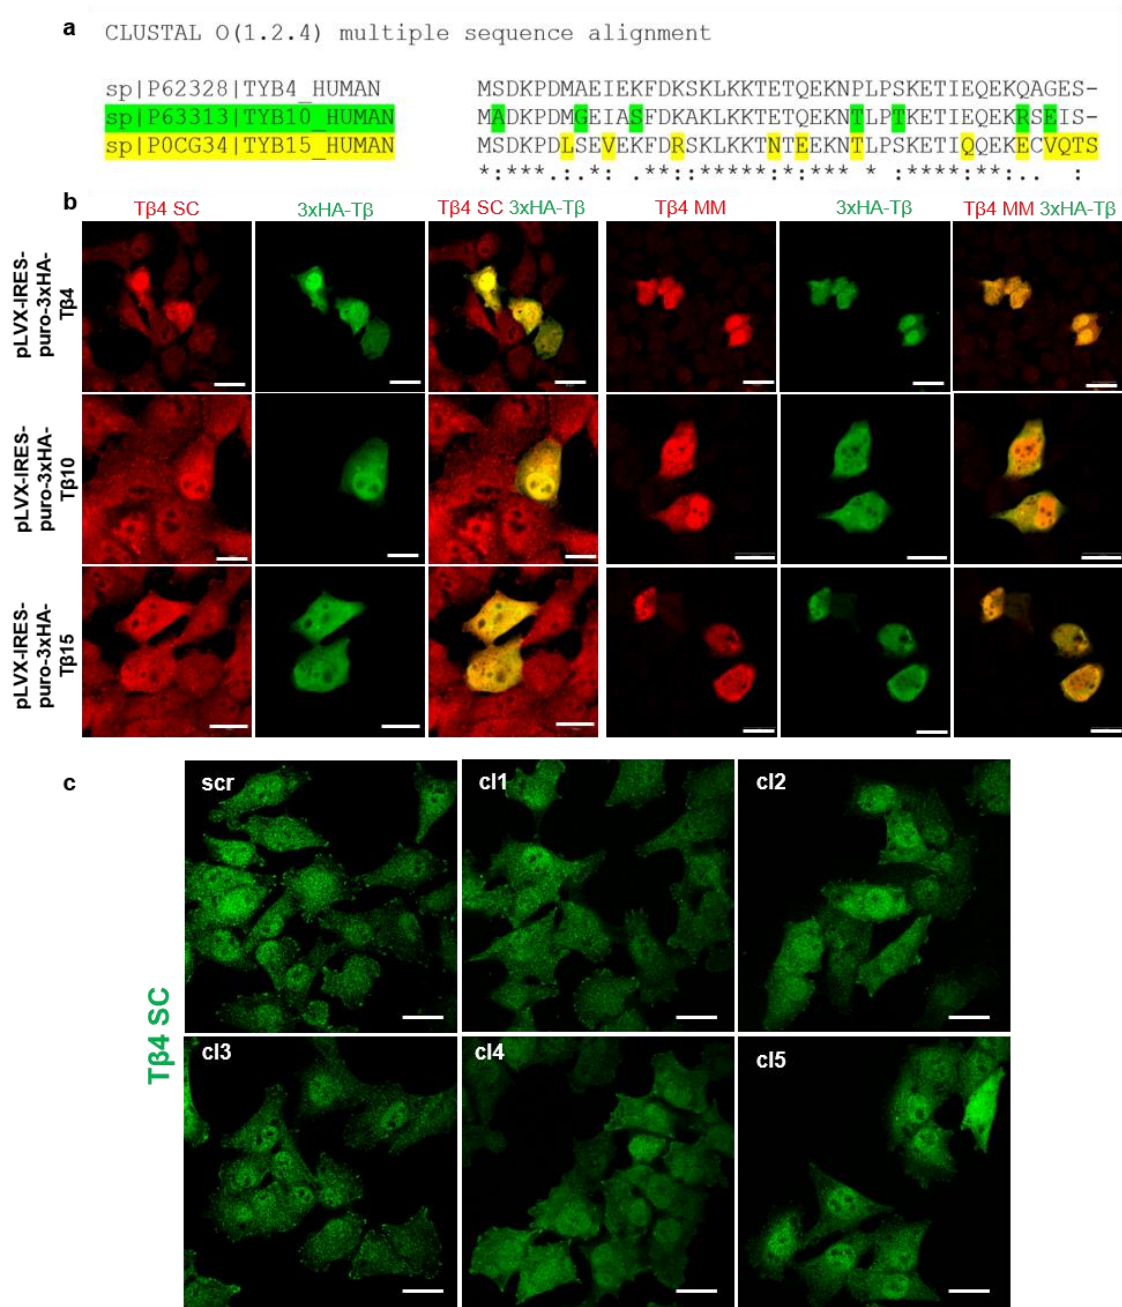 a
CLUSTAL O(1.2.4) multiple sequence alignment
sp|P62328|TYB4_HUMAN MSDKPDMAEIEKFDKSKLKKTETQEKNPLPSKETIEQEKQAGES-
sp|P63313|TYB10_HUMAN MADKPDMGEIASFDKAKLKKTETQEKNTLPTKETIEQEKRSEIS-
sp|P0CG34|TYB15_HUMAN MSDKPDLSEVEKFDRSKLKKTNTEEKNTLPSKETIQQEKECVQTS
*:****.:.*: .**::*****:*:*** **:****:***:.. :
b
Tβ4 SC 3xHA-Tβ Tβ4 SC 3xHA-Tβ Tβ4 MM 3xHA-Tβ Tβ4 MM 3xHA-Tβ
pLVX-IRES-
puro-3xHA-
Tβ4
pLVX-IRES-
puro-3xHA-
Tβ10
pLVX-IRES-
puro-3xHA-
Tβ15
c
Tβ4 SC
scr cl1 cl2
cl3 cl4 cl5